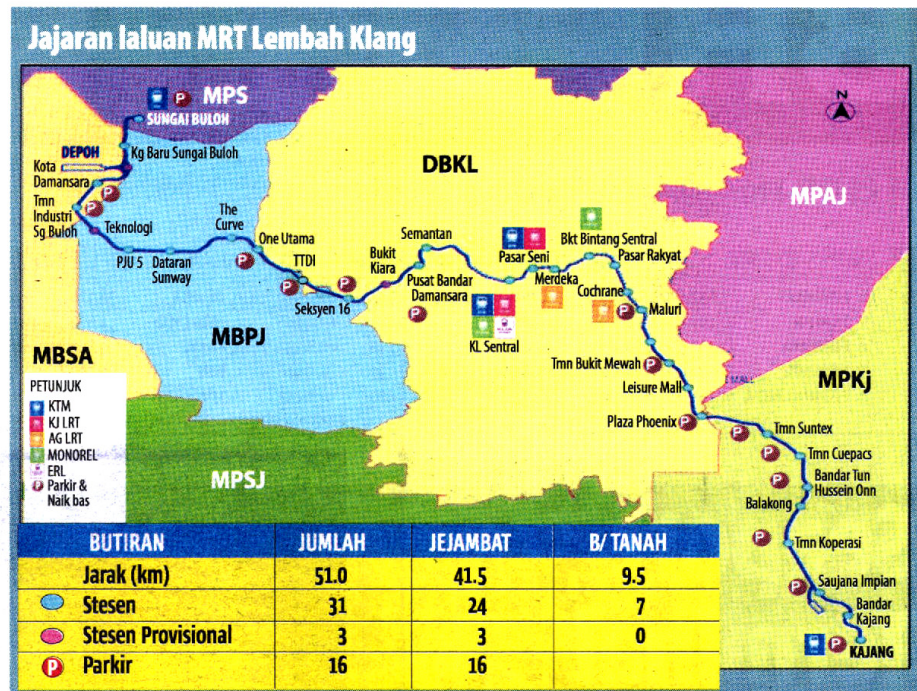 Jajaran laluan MRT Lembah Klang
MPS
SUNGAI BULOH
N
DEPOH
Kg Baru Sungai Buloh
Kota
Damansara
Tmn
Industri
Sg Buloh
Teknologi
PJU 5
Dataran
Sunway
The
Curve
One Utama
TTDI
Seksyen 16
Bukit
Kiara
Semantan
Pusat Bandar
Damansara
DBKL
MPAJ
Pasar Seni
Merdeka
Bkt Bintang Sentral
Pasar Rakyat
Cochrane
Maluri
KL Sentral
Tmn Bukit Mewah
Leisure Mall
MALL
Plaza Phoenix
MBPJ
MBSA
MPSJ
MPKj
Tmn Suntex
Tmn Cuepacs
Bandar Tun
Hussein Onn
Balakong
Tmn Koperasi
Saujana Impian
Bandar
Kajang
KAJANG
PETUNJUK
KTM
KJ LRT
AG LRT
MONOREL
ERL
P Parkir &
Naik bas
BUTIRAN JUMLAH JEJAMBAT B/ TANAH
Jarak (km) 51.0 41.5 9.5
Stesen 31 24 7
Stesen Provisional 3 3 0
P Parkir 16 16